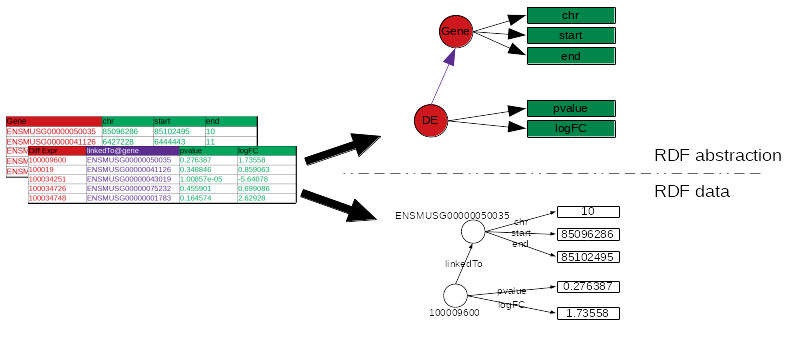 Gene chr start end
ENSMUSG00000050035 85096286 85102495 10
ENSMUSG00000041126 6427228 6444443 11
ENSM
ENSM
ENSM
Diff Expr linkedTo@gene pvalue logFC
100009600 ENSMUSG00000050035 0.276387 1.73558
100019 ENSMUSG00000041126 0.348846 0.859063
100034251 ENSMUSG00000043019 1.00857e-05 -5.64078
100034726 ENSMUSG00000075232 0.455901 0.699086
100034748 ENSMUSG00000001783 0.164574 2.62928
Gene
chr
start
end
DE
pvalue
logFC
RDF abstraction
RDF data
ENSMUSG00000050035
chr
start
end
10
85096286
85102495
linkedTo
100009600
pvalue
logFC
0.276387
1.73558